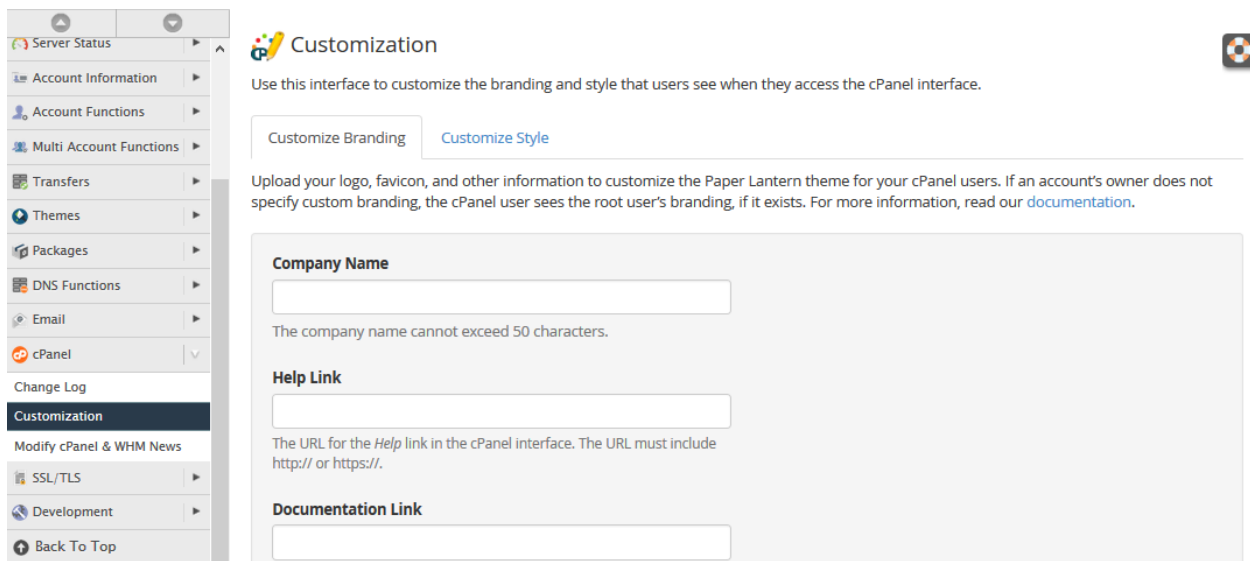 Server Status
Account Information
Account Functions
Multi Account Functions
Transfers
Themes
Packages
DNS Functions
Email
cPanel
Change Log
Customization
Modify cPanel & WHM News
SSL/TLS
Development
Back To Top
Customization
Use this interface to customize the branding and style that users see when they access the cPanel interface.
Customize Branding
Customize Style
Upload your logo, favicon, and other information to customize the Paper Lantern theme for your cPanel users. If an account's owner does not
specify custom branding, the cPanel user sees the root user's branding, if it exists. For more information, read our documentation.
Company Name
The company name cannot exceed 50 characters.
Help Link
The URL for the Help link in the cPanel interface. The URL must include
http:// or https://.
Documentation Link